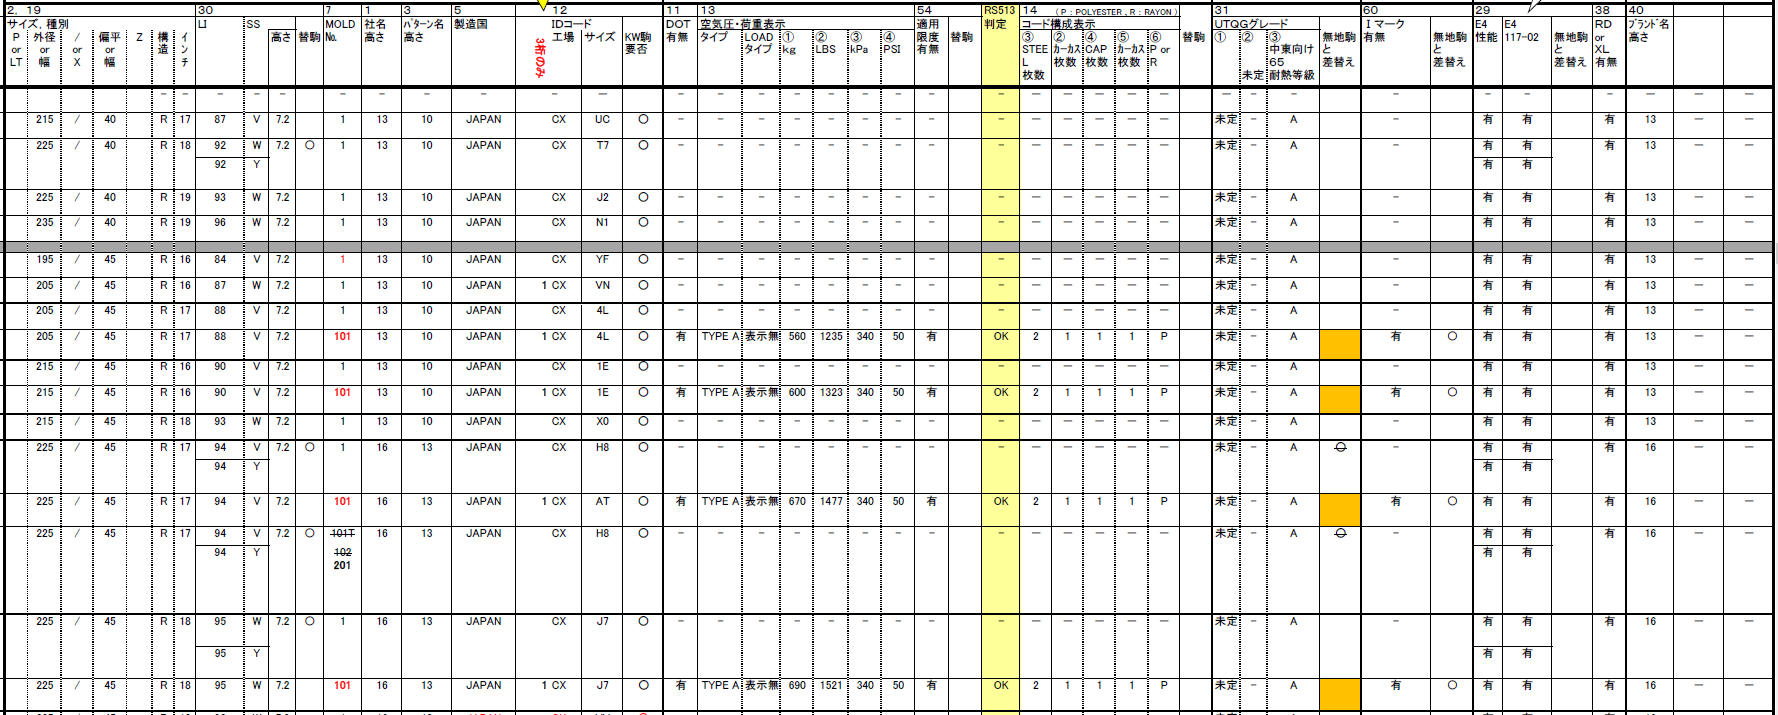 2, 19 30 7 1 3 5 12 11 13 54 RS513 14 (P:POLYESTER,R:RAYON) 31 60 29 38 40
サイズ, 種別 LI SS MOLD 社名 パターン名 製造国 IDコード DOT 空気圧・荷重表示 適用 判定 コード構成表示 UTQGグレード Iマーク E4 E4 RD ブランド名
P or LT 外径 or 幅 / or X 偏平 or 幅 Z 構造 インチ 高さ 替駒 No. 高さ 高さ 3桁のみ 工場 サイズ KW駒 要否 有無 タイプ LOAD タイプ ① kg ② LBS ③ kPa ④ PSI 限度 有無 替駒 ③ STEEL 枚数 ② カーカス 枚数 ④ CAP 枚数 ⑤ カーカス 枚数 ⑥ P or R 替駒 ① ② 未定 ③ 中東向け 65 耐熱等級 無地駒 と 差替え 有無 無地駒 と 差替え 性能 117-02 無地駒 と 差替え or XL 有無 高さ
- - - - - - - - - - - - - - - - - - - - - - - - - - - - - - - - - - - -
215 / 40 R 17 87 V 7.2 1 13 10 JAPAN CX UC ○ - - - - - - - - - - - - - - 未定 - A - 有 有 有 13 - -
225 / 40 R 18 92 W 7.2 ○ 1 13 10 JAPAN CX T7 ○ - - - - - - - - - - - - - - 未定 - A - 有 有 有 13 - -
92 Y 有 有
225 / 40 R 19 93 W 7.2 1 13 10 JAPAN CX J2 ○ - - - - - - - - - - - - - - 未定 - A - 有 有 有 13 - -
235 / 40 R 19 96 W 7.2 1 13 10 JAPAN CX N1 ○ - - - - - - - - - - - - - - 未定 - A - 有 有 有 13 - -
195 / 45 R 16 84 V 7.2 1 13 10 JAPAN CX YF ○ - - - - - - - - - - - - - - 未定 - A - 有 有 有 13 - -
205 / 45 R 16 87 W 7.2 1 13 10 JAPAN 1 CX VN ○ - - - - - - - - - - - - - - 未定 - A - 有 有 有 13 - -
205 / 45 R 17 88 V 7.2 1 13 10 JAPAN CX 4L ○ - - - - - - - - - - - - - - 未定 - A - 有 有 有 13 - -
205 / 45 R 17 88 V 7.2 101 13 10 JAPAN 1 CX 4L ○ 有 TYPE A 表示無 560 1235 340 50 有 OK 2 1 1 1 P 未定 - A 有 ○ 有 有 有 13 - -
215 / 45 R 16 90 V 7.2 1 13 10 JAPAN CX 1E ○ - - - - - - - - - - - - - - 未定 - A - 有 有 有 13 - -
215 / 45 R 16 90 V 7.2 101 13 10 JAPAN 1 CX 1E ○ 有 TYPE A 表示無 600 1323 340 50 有 OK 2 1 1 1 P 未定 - A 有 ○ 有 有 有 13 - -
215 / 45 R 18 93 W 7.2 1 13 10 JAPAN CX X0 ○ - - - - - - - - - - - - - - 未定 - A - 有 有 有 13 - -
225 / 45 R 17 94 V 7.2 ○ 1 16 13 JAPAN CX H8 ○ - - - - - - - - - - - - - - 未定 - A ○ - 有 有 有 16 - -
94 Y 有 有
225 / 45 R 17 94 V 7.2 101 16 13 JAPAN 1 CX AT ○ 有 TYPE A 表示無 670 1477 340 50 有 OK 2 1 1 1 P 未定 - A 有 ○ 有 有 有 16 - -
225 / 45 R 17 94 V 7.2 ○ 101T 16 13 JAPAN CX H8 ○ - - - - - - - - - - - - - - 未定 - A ○ - 有 有 有 16 - -
94 Y 102 有 有
201
225 / 45 R 18 95 W 7.2 ○ 1 16 13 JAPAN CX J7 ○ - - - - - - - - - - - - - - 未定 - A - 有 有 有 16 - -
95 Y 有 有
225 / 45 R 18 95 W 7.2 101 16 13 JAPAN 1 CX J7 ○ 有 TYPE A 表示無 690 1521 340 50 有 OK 2 1 1 1 P 未定 - A 有 ○ 有 有 有 16 - -